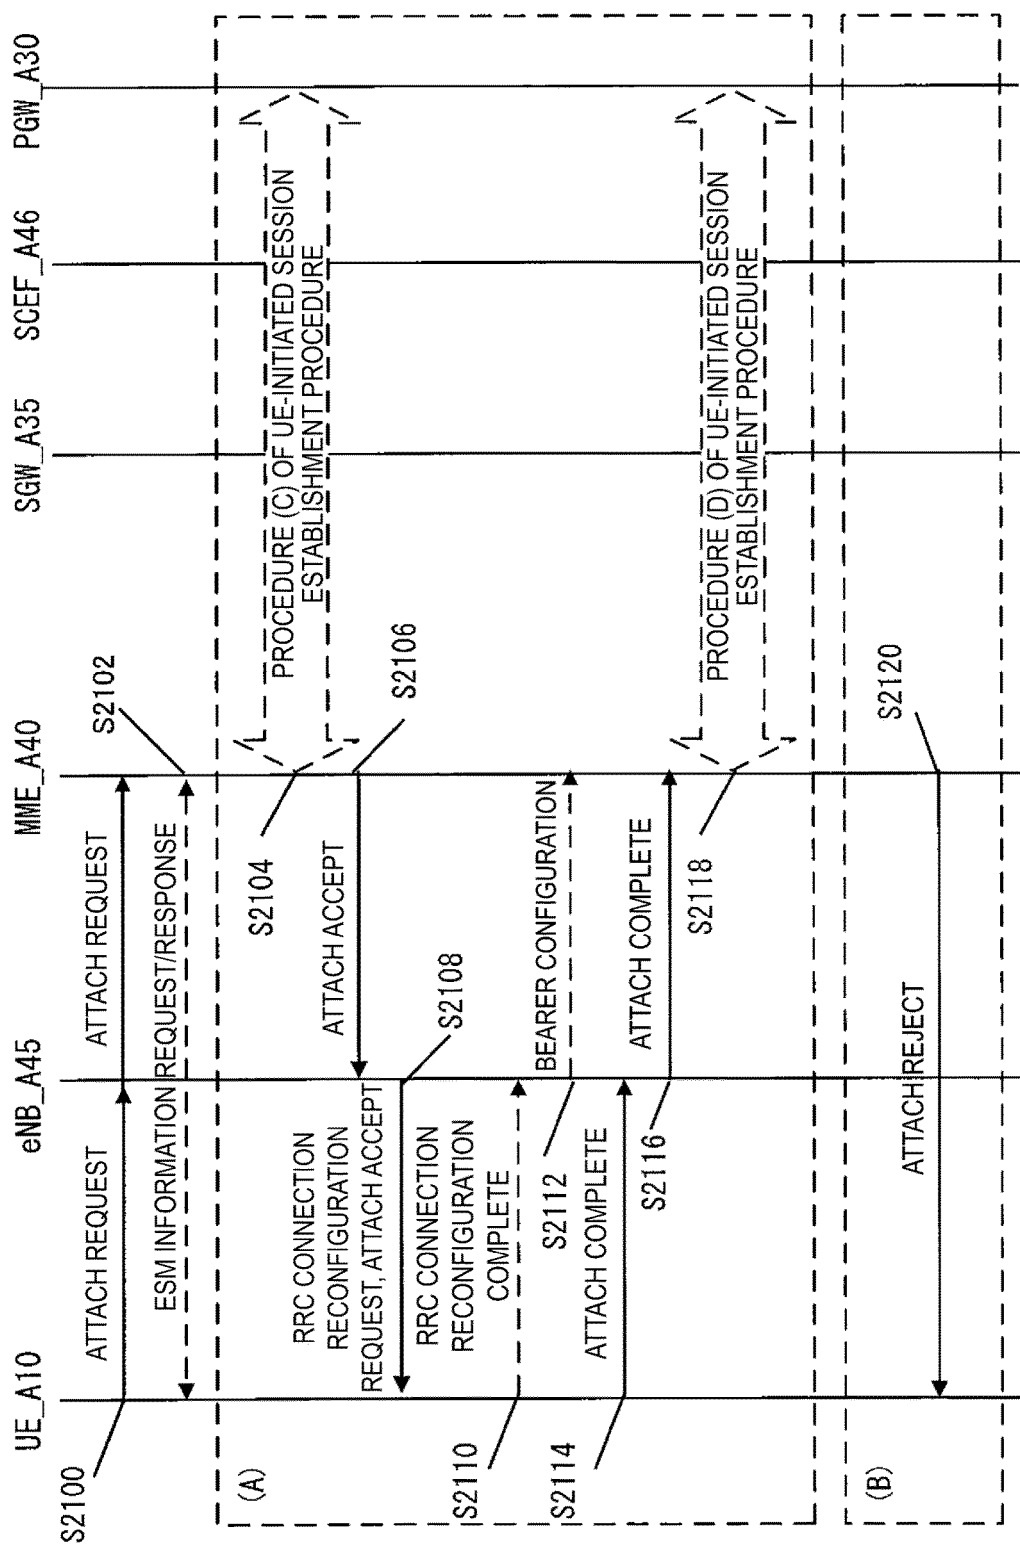 UE_A10
eNB_A45
MME_A40
SGW_A35
SCEF_A46
PGW_A30
S2100
ATTACH REQUEST
ATTACH REQUEST
S2102
ESM INFORMATION REQUEST/RESPONSE
(A)
S2104
PROCEDURE (C) OF UE-INITIATED SESSION
ESTABLISHMENT PROCEDURE
ATTACH ACCEPT
S2106
RRC CONNECTION
RECONFIGURATION
REQUEST, ATTACH ACCEPT
S2108
RRC CONNECTION
RECONFIGURATION
COMPLETE
S2110
BEARER CONFIGURATION
S2112
S2114
ATTACH COMPLETE
ATTACH COMPLETE
S2116
S2118
PROCEDURE (D) OF UE-INITIATED SESSION
ESTABLISHMENT PROCEDURE
(B)
ATTACH REJECT
S2120